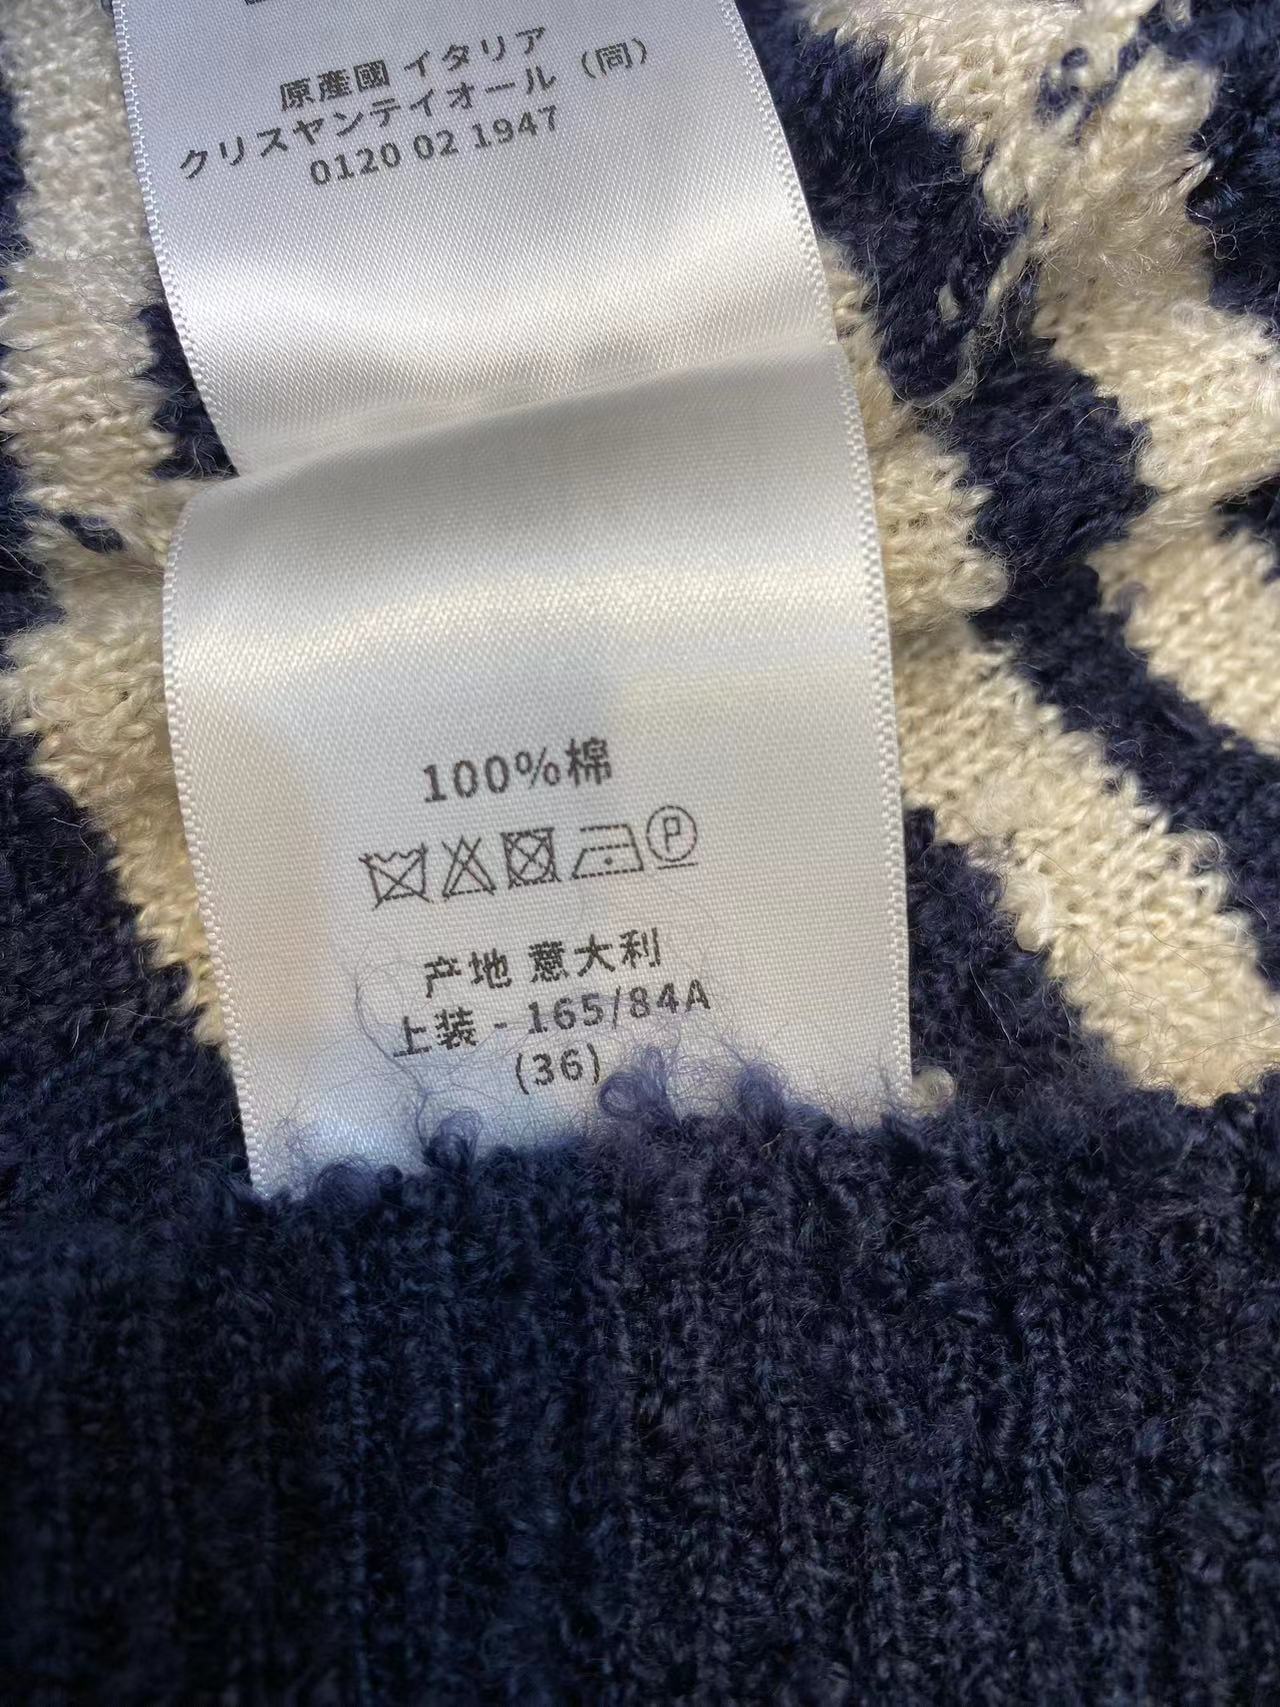 原產國 イタリア
クリスヤンテイオール (同)
0120 02 1947
100%棉
P
产地 意大利
上装 - 165/84A
(36)